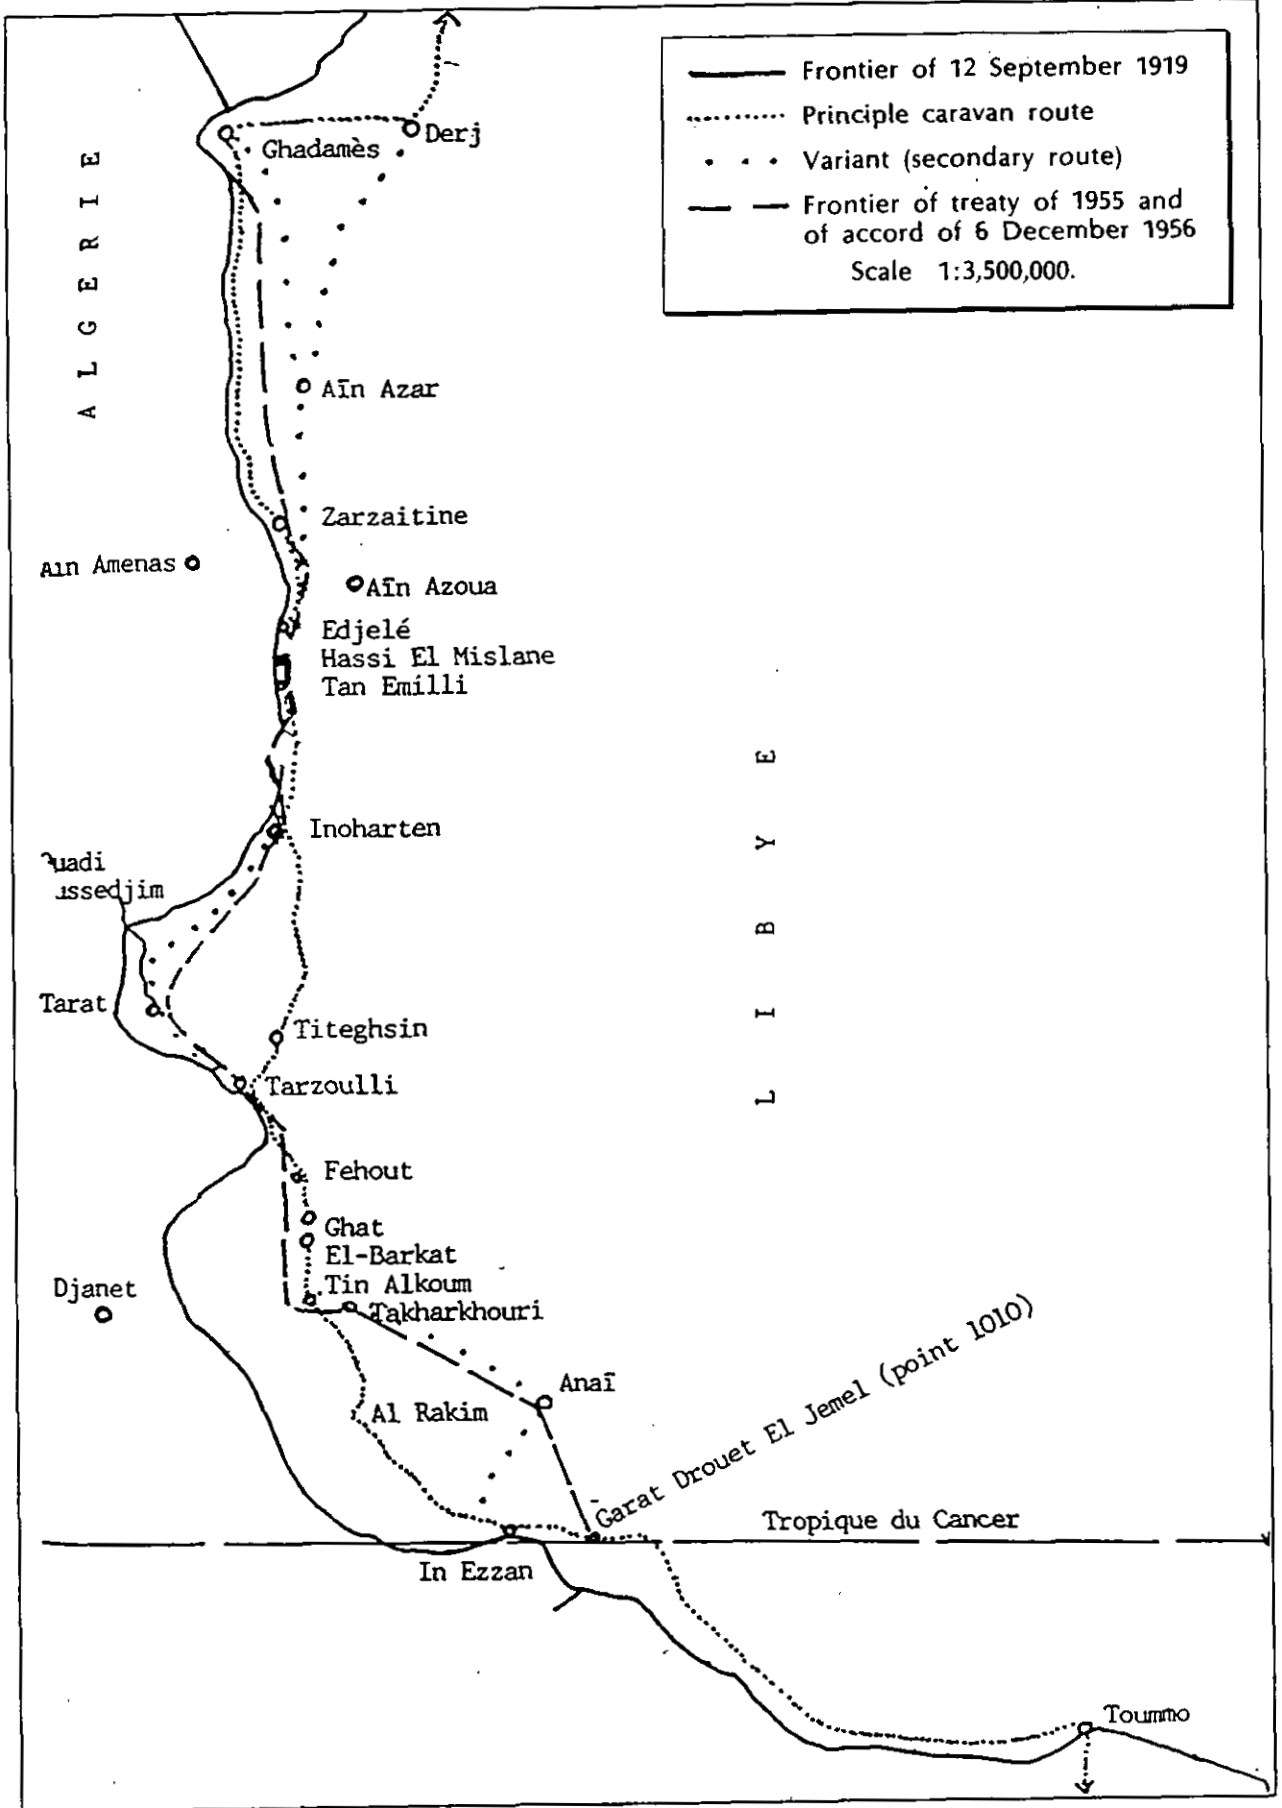 Frontier of 12 September 1919
Principle caravan route
Variant (secondary route)
Frontier of treaty of 1955 and
of accord of 6 December 1956
Scale 1:3,500,000.
ALGERIE
Ghadamès
Derj
Aīn Azar
Zarzaitine
Aīn Amenas
Aīn Azoua
Edjelé
Hassi El Mislane
Tan Emilli
LIBYE
Inoharten
Tarat
Titeghsin
Tarzoulli
Fehout
Ghat
El-Barkat
Djanet
Tin Alkoum
Takharkhouri
Anaī
Al Rakim
Garat Drouet El Jemel (point 1010)
Tropique du Cancer
In Ezzan
Toummo